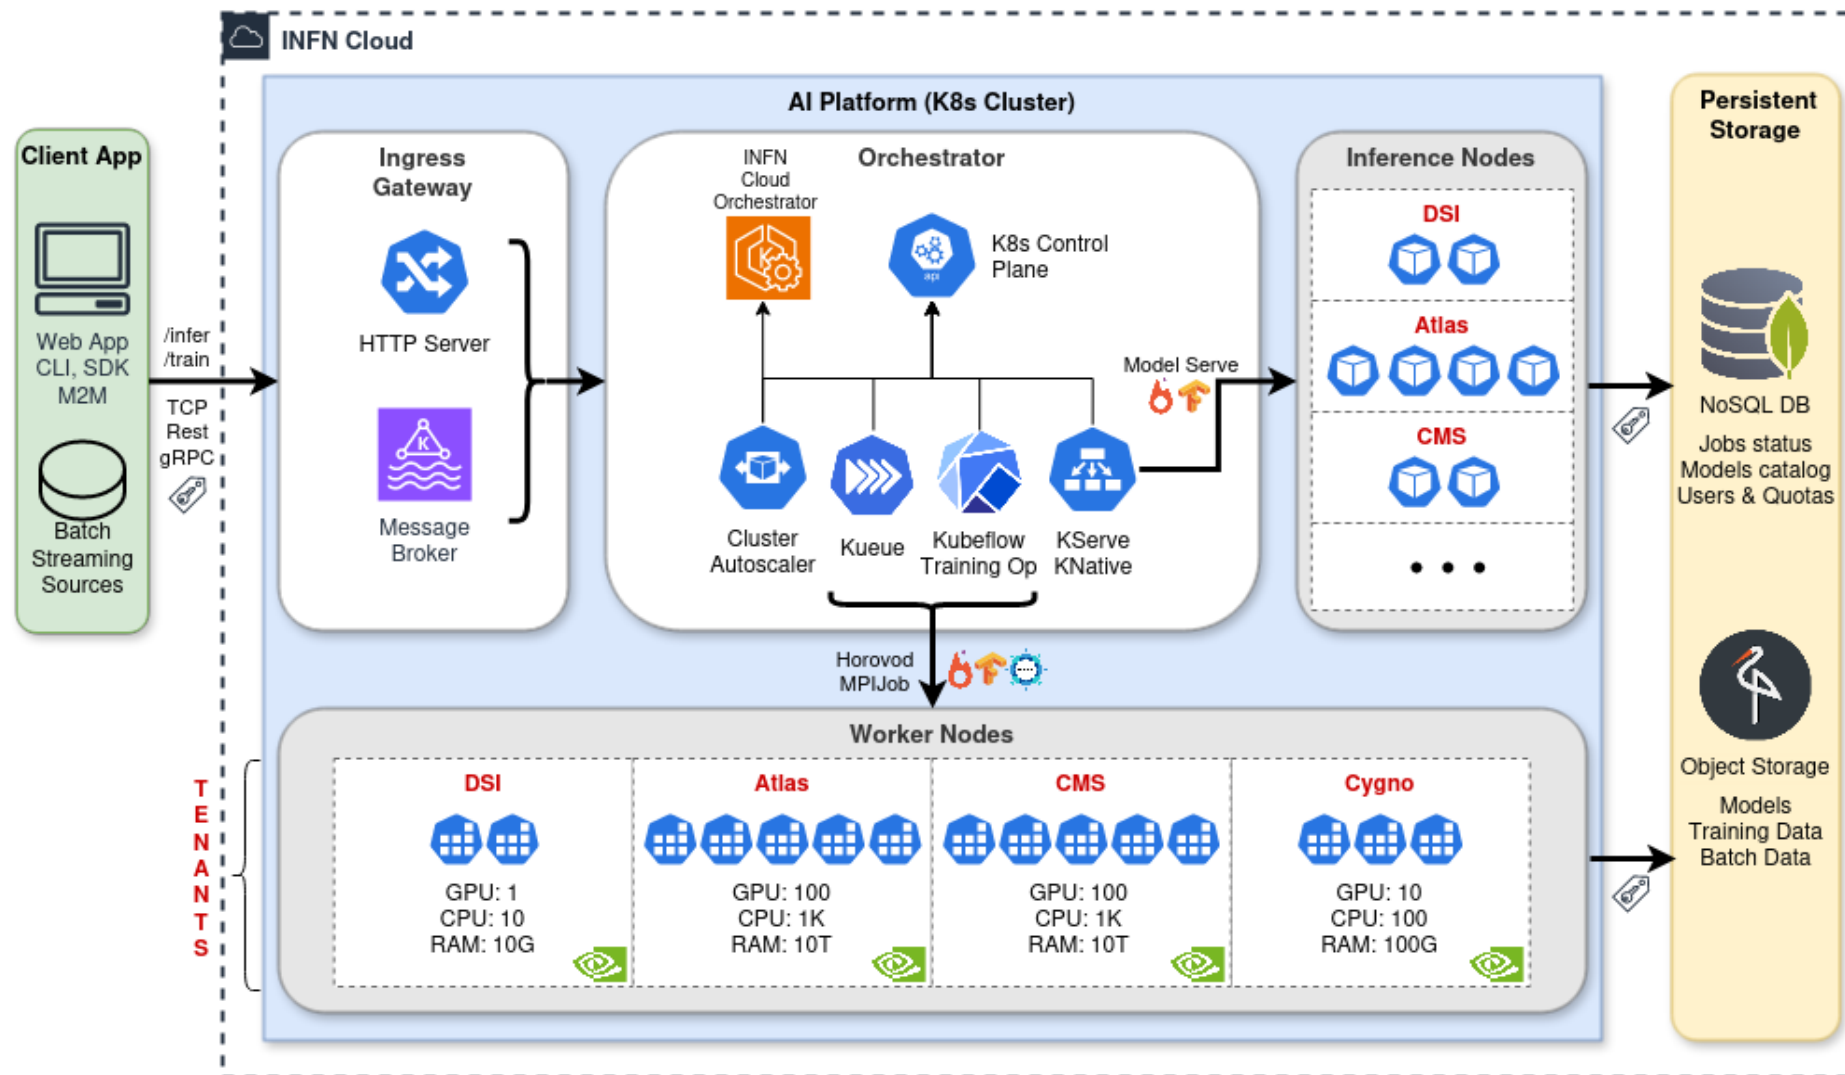 INFN Cloud
AI Platform (K8s Cluster)
Client App
Web App
CLI, SDK
M2M
Batch
Streaming
Sources
/infer
/train
TCP
Rest
gRPC
Ingress
Gateway
HTTP Server
K
Message
Broker
Orchestrator
INFN
Cloud
Orchestrator
K
api
K8s Control
Plane
Cluster
Autoscaler
Kueue
Kubeflow
Training Op
KServe
KNative
Model Serve
Inference Nodes
DSI
Atlas
CMS
• • •
Horovod
MPIJob
Worker Nodes
TENANTS
DSI
GPU: 1
CPU: 10
RAM: 10G
Atlas
GPU: 100
CPU: 1K
RAM: 10T
CMS
GPU: 100
CPU: 1K
RAM: 10T
Cygno
GPU: 10
CPU: 100
RAM: 100G
Persistent
Storage
NoSQL DB
Jobs status
Models catalog
Users & Quotas
Object Storage
Models
Training Data
Batch Data